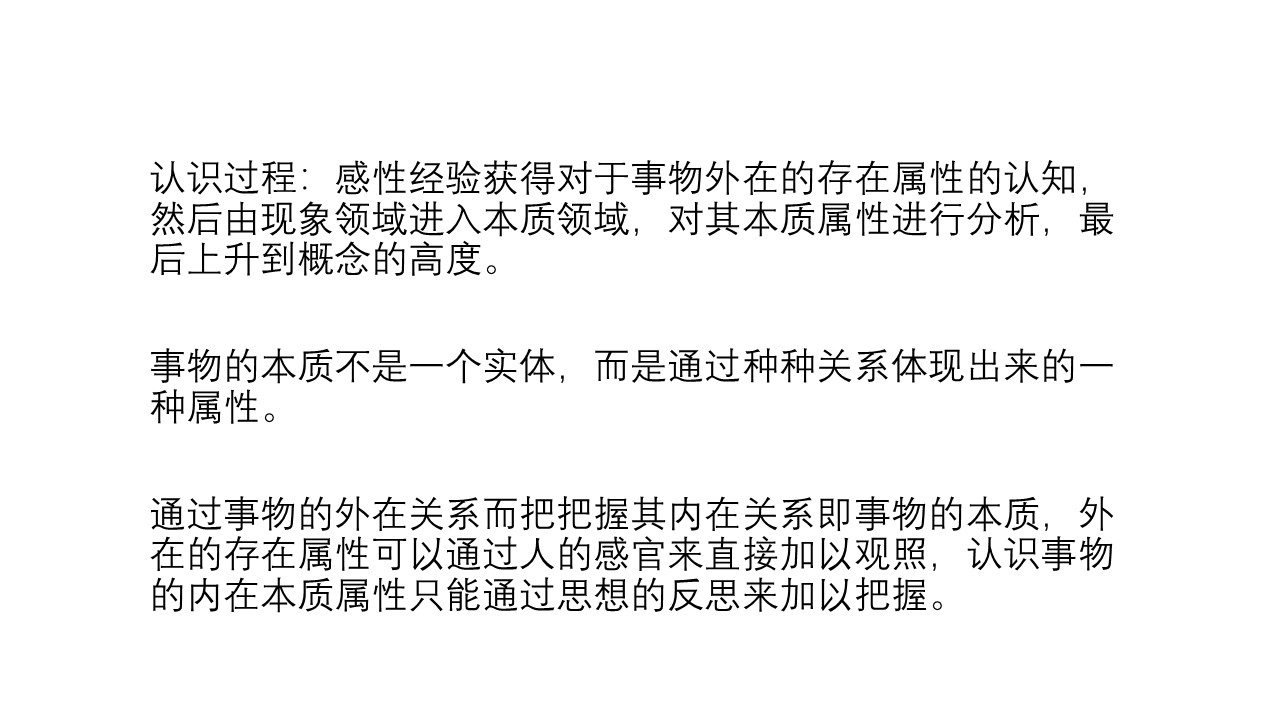 认识过程：感性经验获得对于事物外在的存在属性的认知，
然后由现象领域进入本质领域，对其本质属性进行分析，最
后上升到概念的高度。
事物的本质不是一个实体，而是通过种种关系体现出来的一
种属性。
通过事物的外在关系而把把握其内在关系即事物的本质，外
在的存在属性可以通过人的感官来直接加以观照，认识事物
的内在本质属性只能通过思想的反思来加以把握。